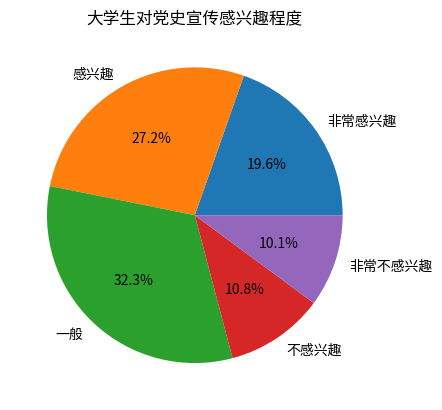 大学生对党史宣传感兴趣程度
感兴趣
非常感兴趣
27.2%
19.6%
10.1%
非常不感兴趣
32.3%
10.8%
一般
不感兴趣